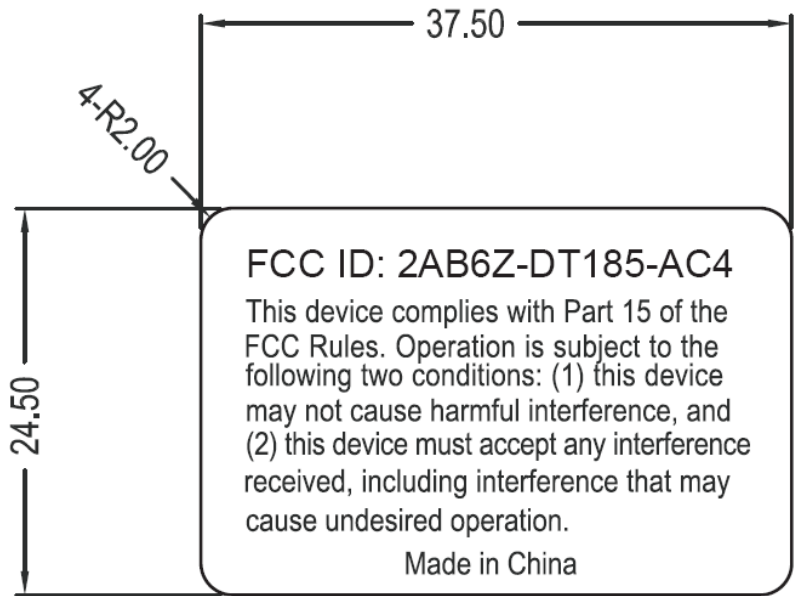 37.50
4-R2.00
24.50
FCC ID: 2AB6Z-DT185-AC4
This device complies with Part 15 of the
FCC Rules. Operation is subject to the
following two conditions: (1) this device
may not cause harmful interference, and
(2) this device must accept any interference
received, including interference that may
cause undesired operation.
Made in China